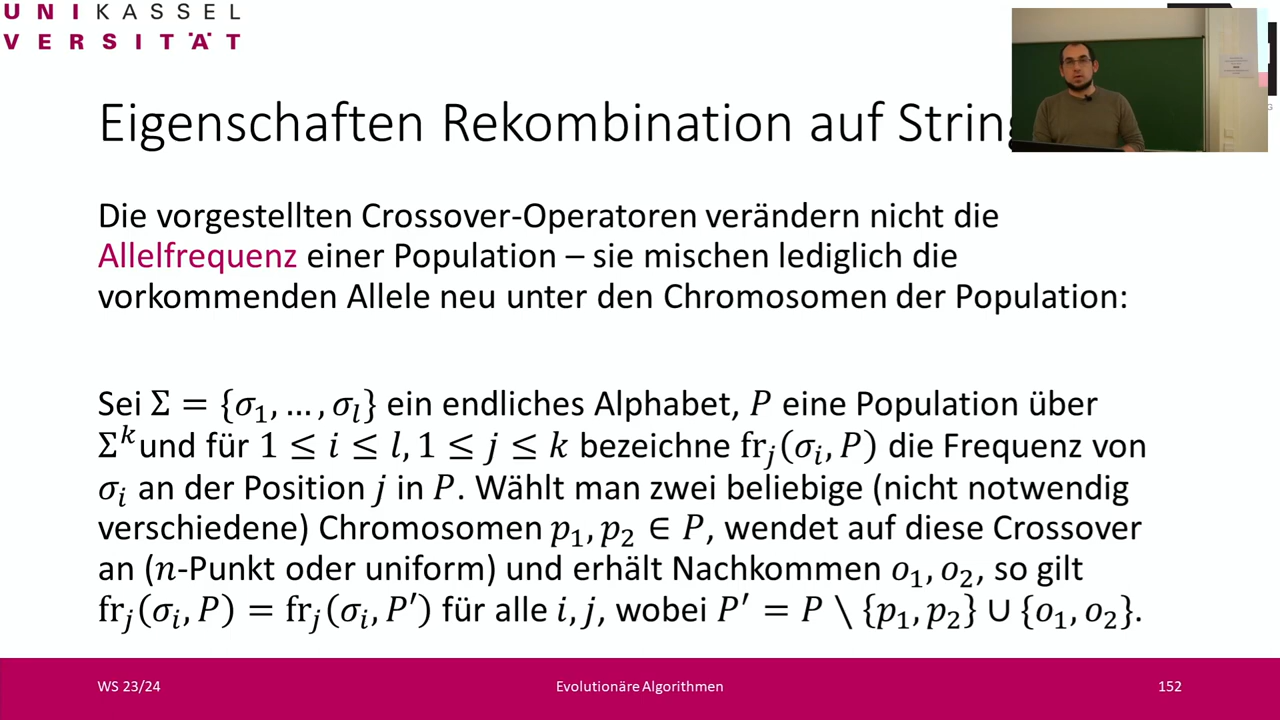 UNIKASSEL
VERSITÄT
Eigenschaften Rekombination auf String
Die vorgestellten Crossover-Operatoren verändern nicht die
Allelfrequenz einer Population – sie mischen lediglich die
vorkommenden Allele neu unter den Chromosomen der Population:
Sei Σ = {σ₁, … , σₗ} ein endliches Alphabet, P eine Population über
Σᵏ und für 1 ≤ i ≤ l, 1 ≤ j ≤ k bezeichne frⱼ(σᵢ, P) die Frequenz von
σᵢ an der Position j in P. Wählt man zwei beliebige (nicht notwendig
verschiedene) Chromosomen p₁, p₂ ∈ P, wendet auf diese Crossover
an (n-Punkt oder uniform) und erhält Nachkommen o₁, o₂, so gilt
frⱼ(σᵢ, P) = frⱼ(σᵢ, P′) für alle i, j, wobei P′ = P \ {p₁, p₂} ∪ {o₁, o₂}.
WS 23/24
Evolutionäre Algorithmen
152